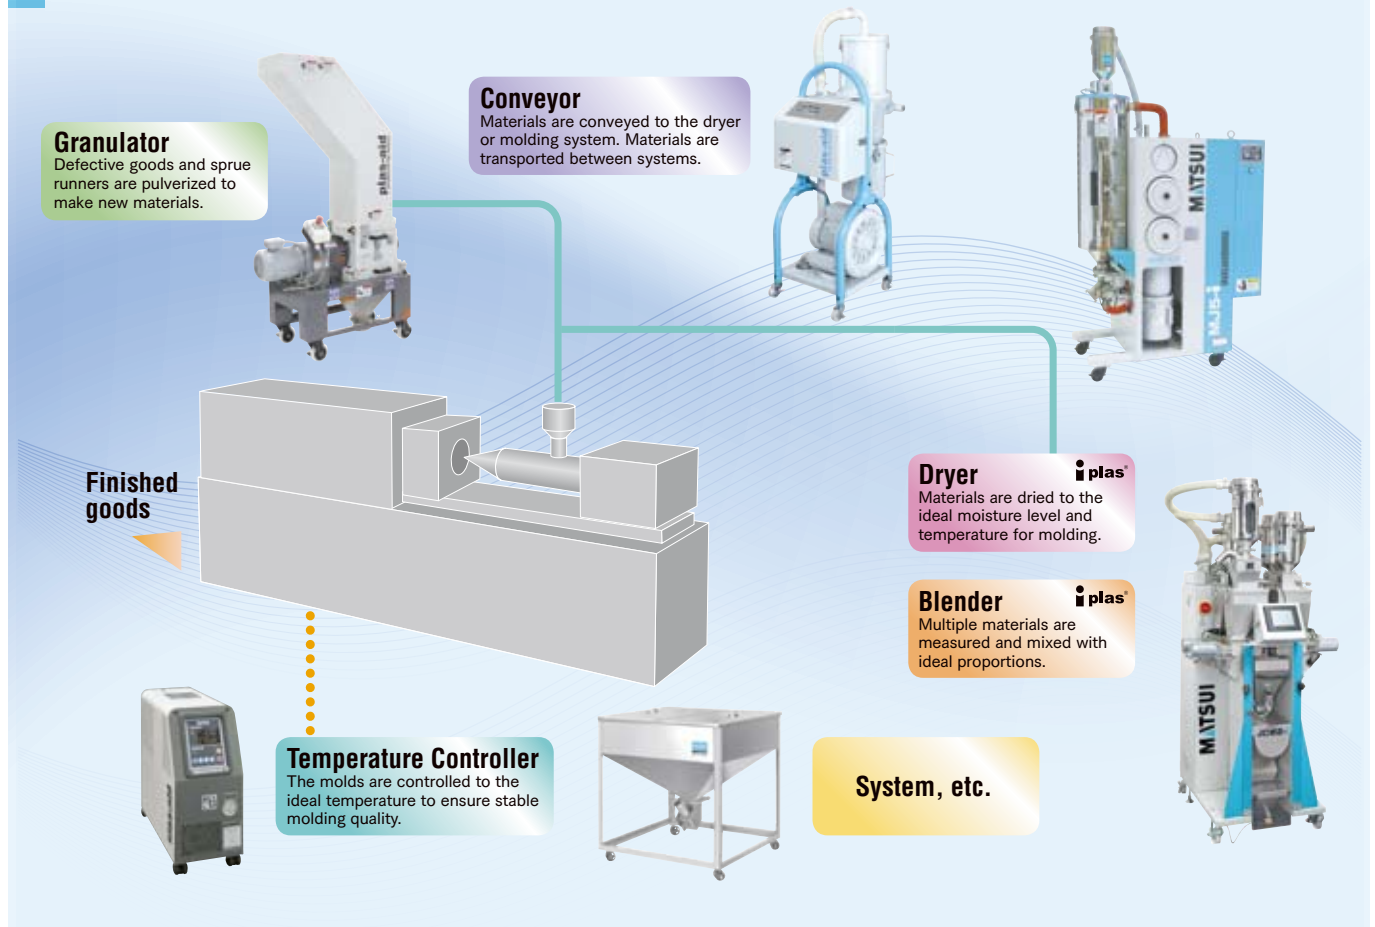 Conveyor
Materials are conveyed to the dryer
or molding system. Materials are
transported between systems.
Granulator
Defective goods and sprue
runners are pulverized to
make new materials.
plas-aid
MATSUI
MJ5-i
Finished
goods
Dryer
i plas®
Materials are dried to the
ideal moisture level and
temperature for molding.
Blender
i plas®
Multiple materials are
measured and mixed with
ideal proportions.
MATSUI
Temperature Controller
The molds are controlled to the
ideal temperature to ensure stable
molding quality.
System, etc.